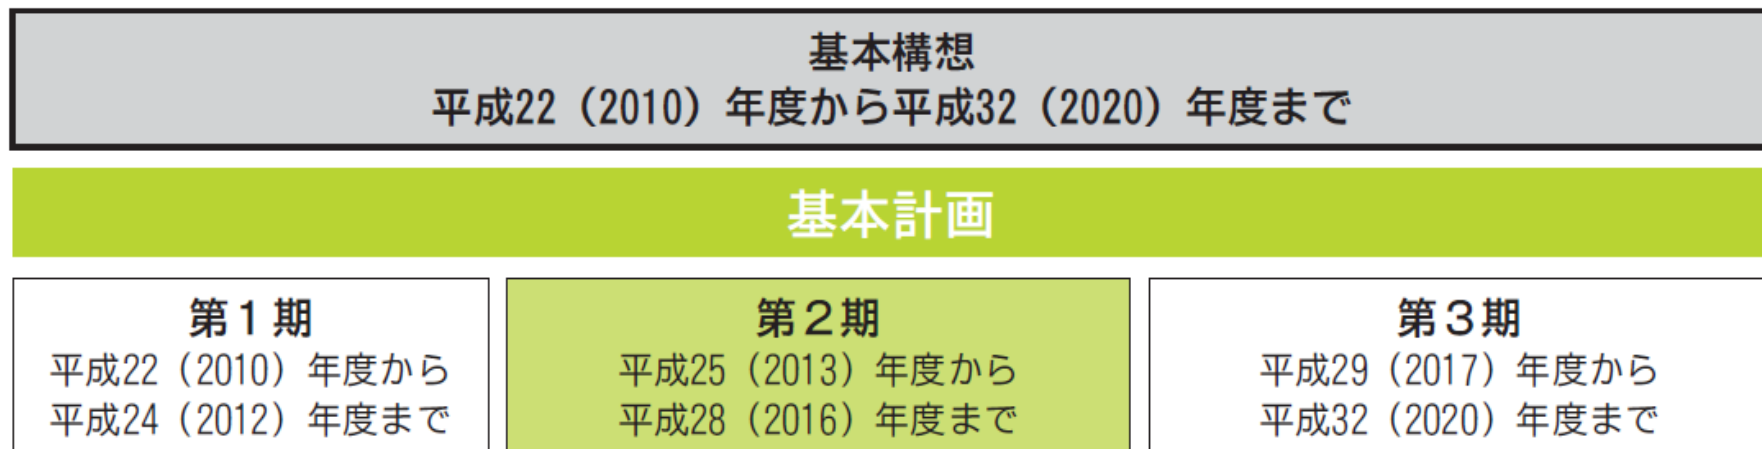 基本構想
平成22（2010）年度から平成32（2020）年度まで
基本計画
第１期
平成22（2010）年度から
平成24（2012）年度まで
第２期
平成25（2013）年度から
平成28（2016）年度まで
第３期
平成29（2017）年度から
平成32（2020）年度まで